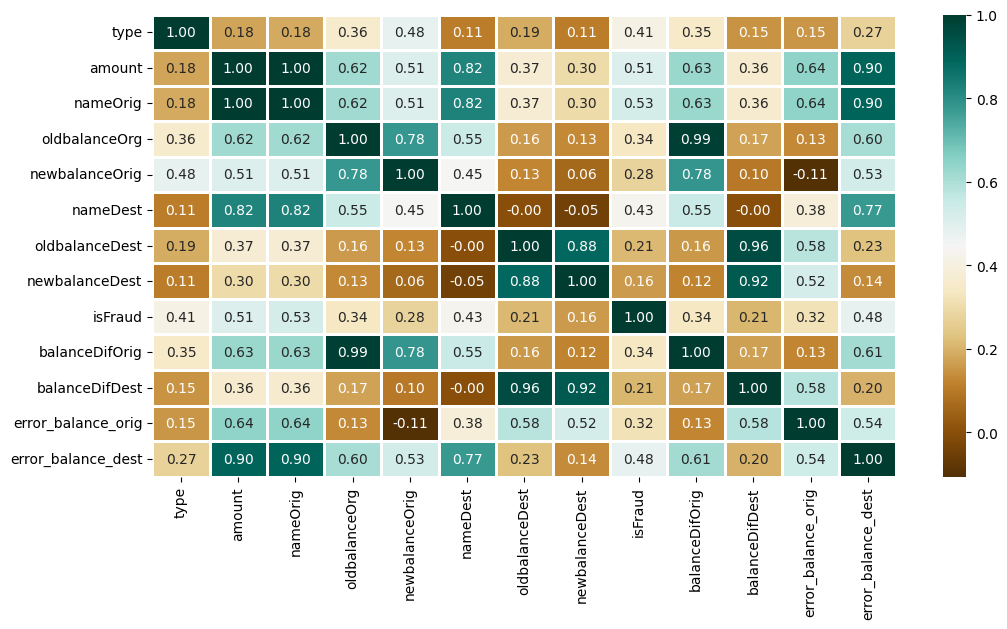 type 1.00 0.18 0.18 0.36 0.48 0.11 0.19 0.11 0.41 0.35 0.15 0.15 0.27
amount 0.18 1.00 1.00 0.62 0.51 0.82 0.37 0.30 0.51 0.63 0.36 0.64 0.90
nameOrig 0.18 1.00 1.00 0.62 0.51 0.82 0.37 0.30 0.53 0.63 0.36 0.64 0.90
oldbalanceOrg 0.36 0.62 0.62 1.00 0.78 0.55 0.16 0.13 0.34 0.99 0.17 0.13 0.60
newbalanceOrig 0.48 0.51 0.51 0.78 1.00 0.45 0.13 0.06 0.28 0.78 0.10 -0.11 0.53
nameDest 0.11 0.82 0.82 0.55 0.45 1.00 -0.00 -0.05 0.43 0.55 -0.00 0.38 0.77
oldbalanceDest 0.19 0.37 0.37 0.16 0.13 -0.00 1.00 0.88 0.21 0.16 0.96 0.58 0.23
newbalanceDest 0.11 0.30 0.30 0.13 0.06 -0.05 0.88 1.00 0.16 0.12 0.92 0.52 0.14
isFraud 0.41 0.51 0.53 0.34 0.28 0.43 0.21 0.16 1.00 0.34 0.21 0.32 0.48
balanceDifOrig 0.35 0.63 0.63 0.99 0.78 0.55 0.16 0.12 0.34 1.00 0.17 0.13 0.61
balanceDifDest 0.15 0.36 0.36 0.17 0.10 -0.00 0.96 0.92 0.21 0.17 1.00 0.58 0.20
error_balance_orig 0.15 0.64 0.64 0.13 -0.11 0.38 0.58 0.52 0.32 0.13 0.58 1.00 0.54
error_balance_dest 0.27 0.90 0.90 0.60 0.53 0.77 0.23 0.14 0.48 0.61 0.20 0.54 1.00
type
amount
nameOrig
oldbalanceOrg
newbalanceOrig
nameDest
oldbalanceDest
newbalanceDest
isFraud
balanceDifOrig
balanceDifDest
error_balance_orig
error_balance_dest
1.0
0.8
0.6
0.4
0.2
0.0